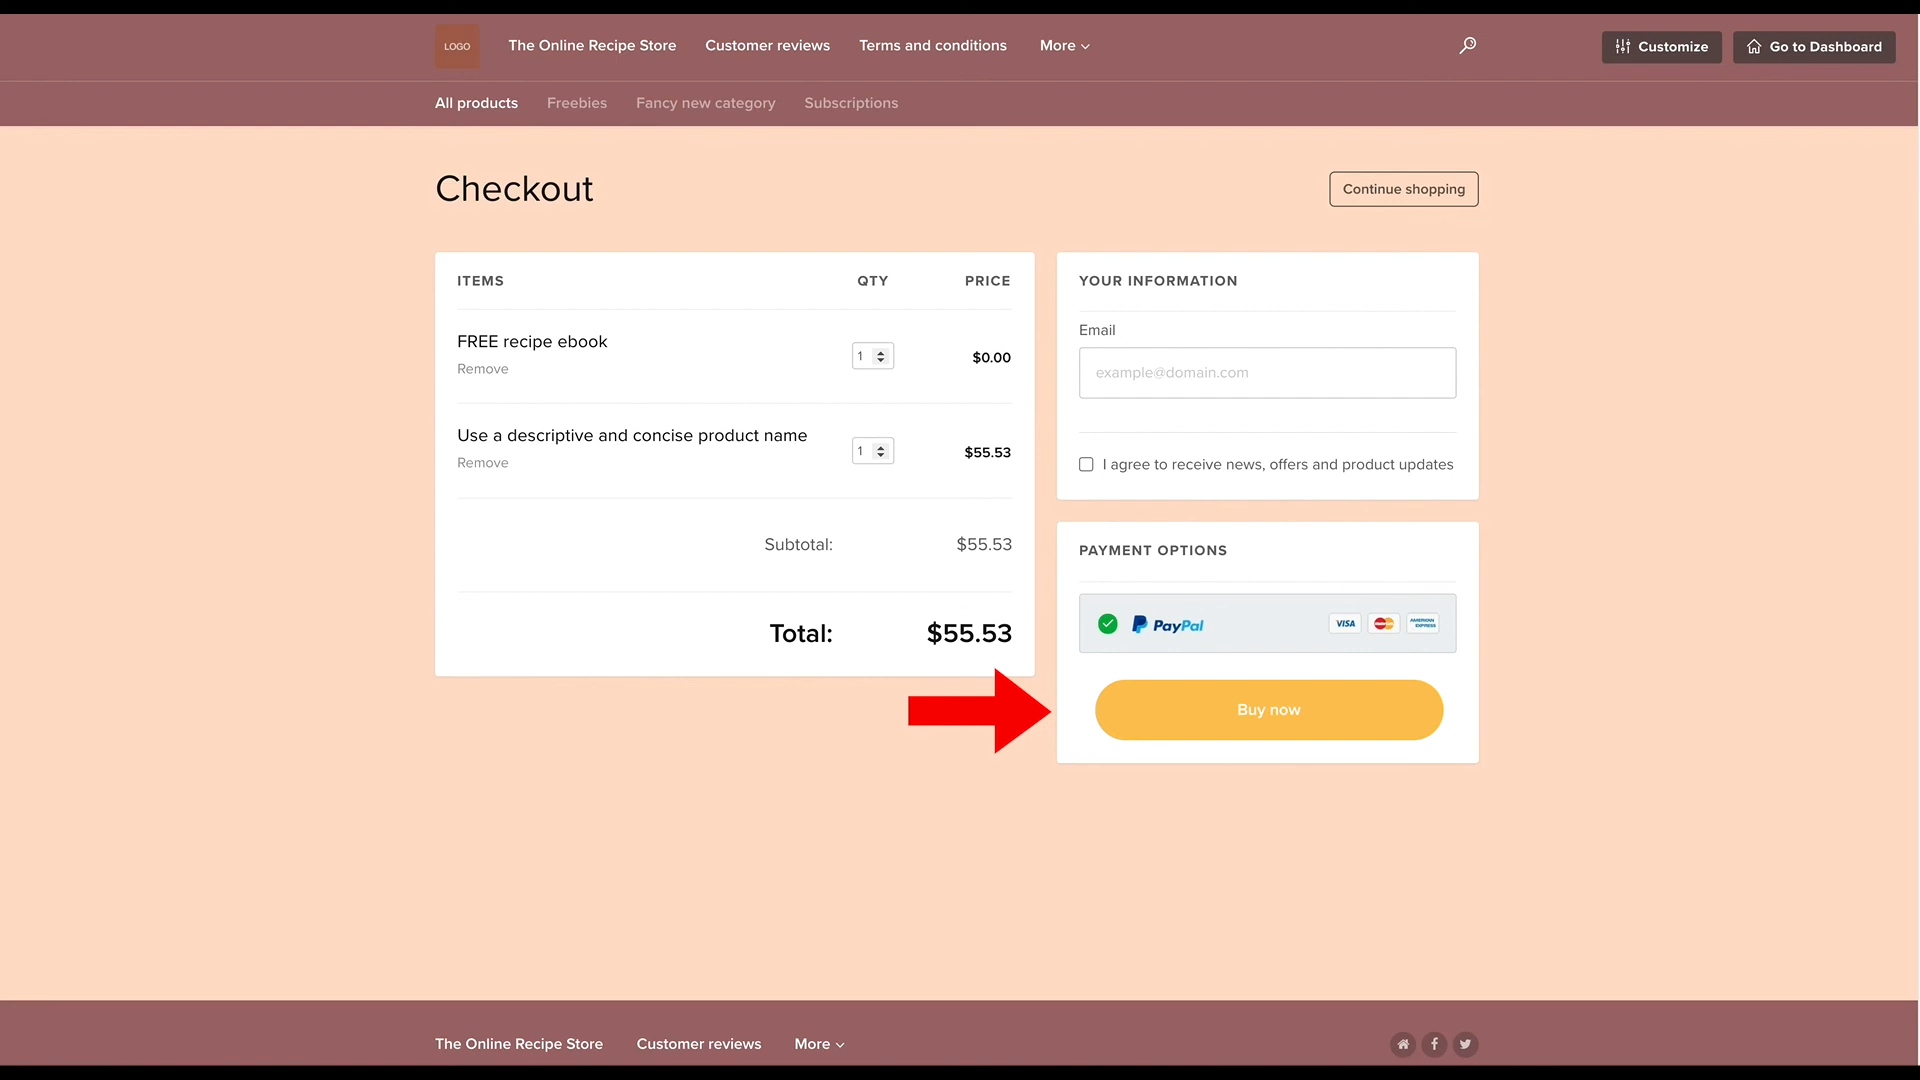 LOGO
The Online Recipe Store
Customer reviews
Terms and conditions
More
Customize
Go to Dashboard
All products
Freebies
Fancy new category
Subscriptions
Checkout
Continue shopping
ITEMS QTY PRICE
FREE recipe ebook
1
$0.00
Remove
Use a descriptive and concise product name
1
$55.53
Remove
Subtotal: $55.53
Total: $55.53
YOUR INFORMATION
Email
example@domain.com
I agree to receive news, offers and product updates
PAYMENT OPTIONS
PayPal
VISA
MasterCard
AMERICAN EXPRESS
Buy now
The Online Recipe Store
Customer reviews
More